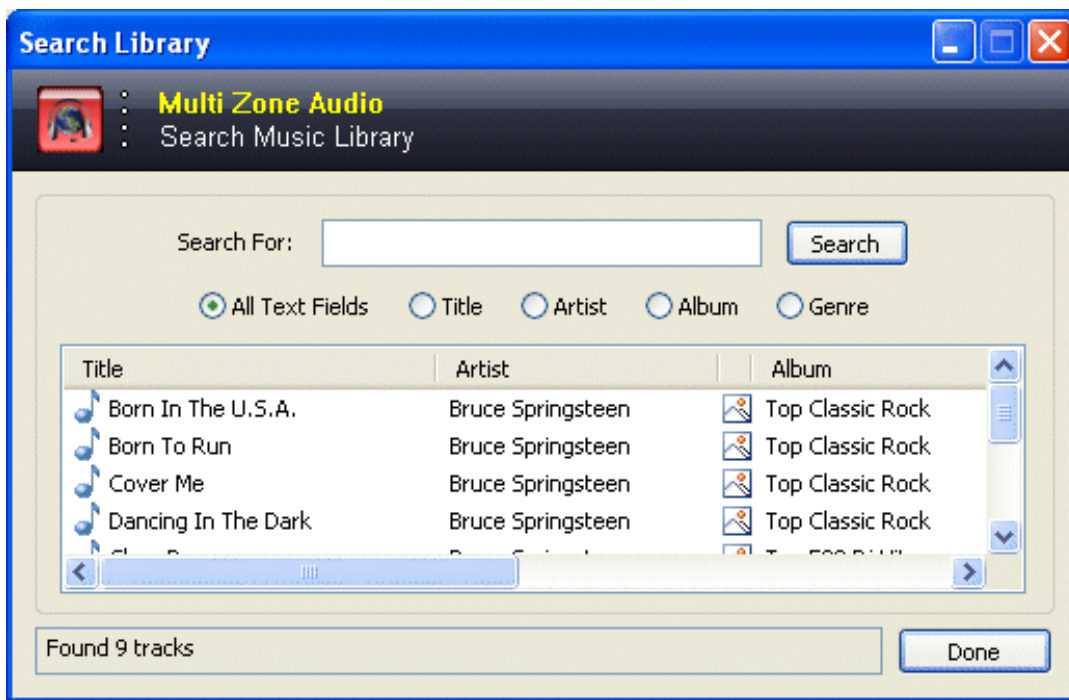 Search Library
Multi Zone Audio
Search Music Library
Search For: Search
All Text Fields Title Artist Album Genre
Title Artist Album
Born In The U.S.A. Bruce Springsteen Top Classic Rock
Born To Run Bruce Springsteen Top Classic Rock
Cover Me Bruce Springsteen Top Classic Rock
Dancing In The Dark Bruce Springsteen Top Classic Rock
Found 9 tracks Done